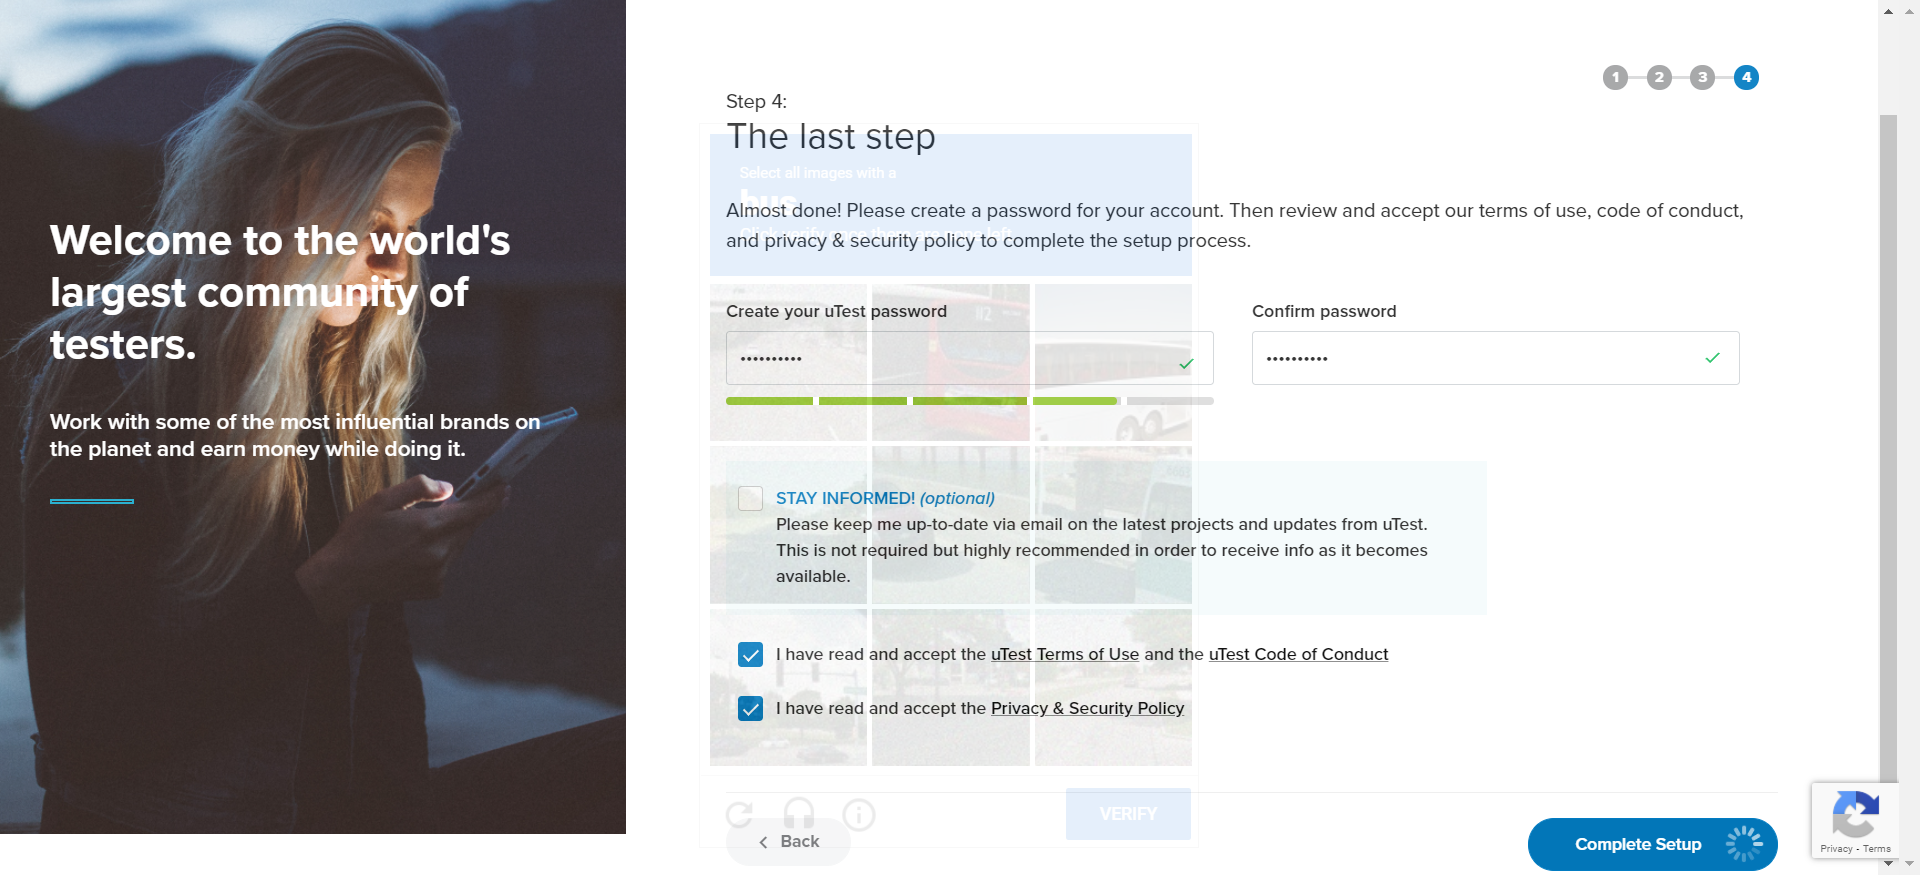 Welcome to the world's
largest community of
testers.
Work with some of the most influential brands on
the planet and earn money while doing it.
1 2 3 4
Step 4:
The last step
Select all images with a
bus
Almost done! Please create a password for your account. Then review and accept our terms of use, code of conduct,
Click verify once there are none left
and privacy & security policy to complete the setup process.
Create your uTest password
Confirm password
••••••••••
••••••••••
STAY INFORMED! (optional)
Please keep me up-to-date via email on the latest projects and updates from uTest.
This is not required but highly recommended in order to receive info as it becomes
available.
I have read and accept the uTest Terms of Use and the uTest Code of Conduct
I have read and accept the Privacy & Security Policy
VERIFY
Back
Complete Setup
Privacy - Terms